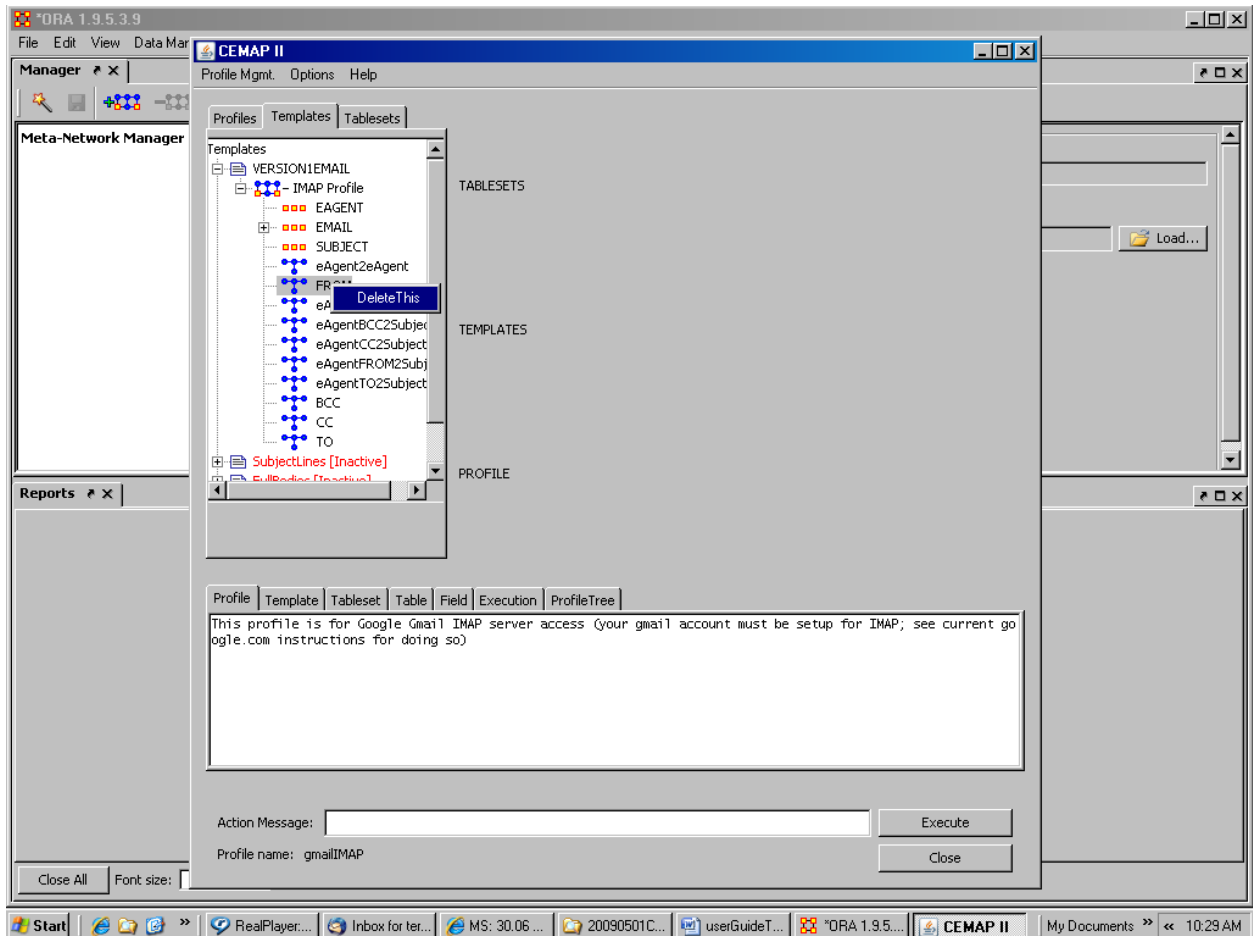 *ORA 1.9.5.3.9
File Edit View Data Mar
Manager
Meta-Network Manager
Load...
CEMAP II
Profile Mgmt. Options Help
Profiles Templates Tablesets
Templates
VERSION1EMAIL
IMAP Profile
EAGENT
EMAIL
SUBJECT
eAgent2eAgent
FROM
DeleteThis
eA
eAgentBCC2Subjec
eAgentCC2Subject
eAgentFROM2Subj
eAgentTO2Subject
BCC
CC
TO
SubjectLines [Inactive]
FullBodies [Inactive]
TABLESETS
TEMPLATES
PROFILE
Profile Template Tableset Table Field Execution ProfileTree
This profile is for Google Gmail IMAP server access (your gmail account must be setup for IMAP; see current go
ogle.com instructions for doing so)
Action Message:
Execute
Profile name: gmailIMAP
Close
Reports
Close All Font size:
Start » RealPlayer:... Inbox for ter... MS: 30.06 ... 20090501C... userGuideT... *ORA 1.9.5.... CEMAP II My Documents » « 10:29 AM